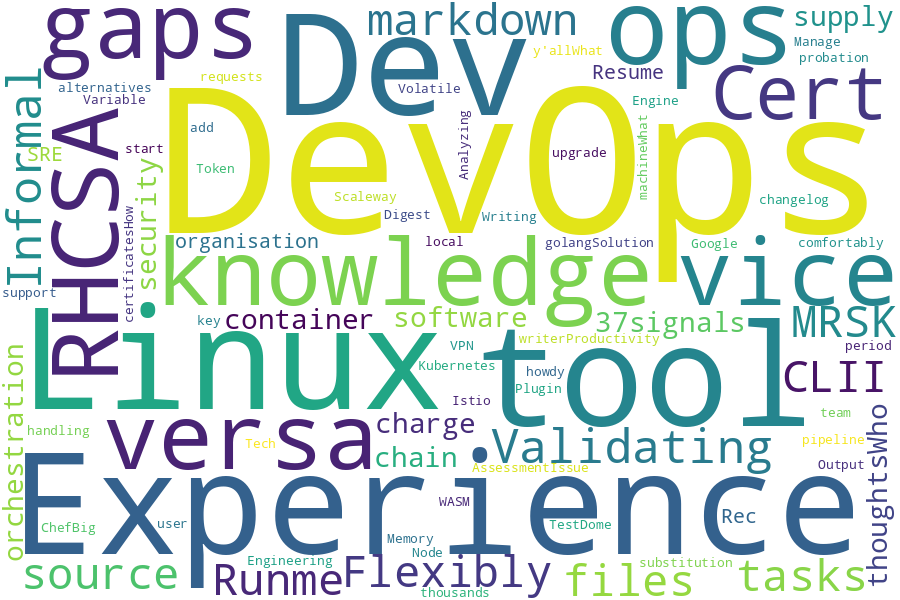 gaps
Dev
markdown
ops
supply
Manage
probation
y'allWhat
Resume
Cert
alternatives
Variable
requests
Volatile
Engine
Informal
RHCSA
SRE
start
add
security
Token
DevOps
Analyzing
upgrade
machineWhat
Scaleway
Digest
Writing
changelog
certificatesHow
organisation
local
golangSolution
Google
comfortably
support
knowledge
vice
key
container
software
37signals
MRSK
Linux
tool
VPN
writerProductivity
period
Kubernetes
howdy
Plugin
CLII
orchestration
Istio
versa
charge
team
handling
Tech
Validating
pipeline
chain
AssessmentIssue
Output
thoughtsWho
Experience
WASM
Rec
ChefBig
user
TestDome
Memory
Node
source
Engineering
Runme
Flexibly
thousands
files
substitution
tasks